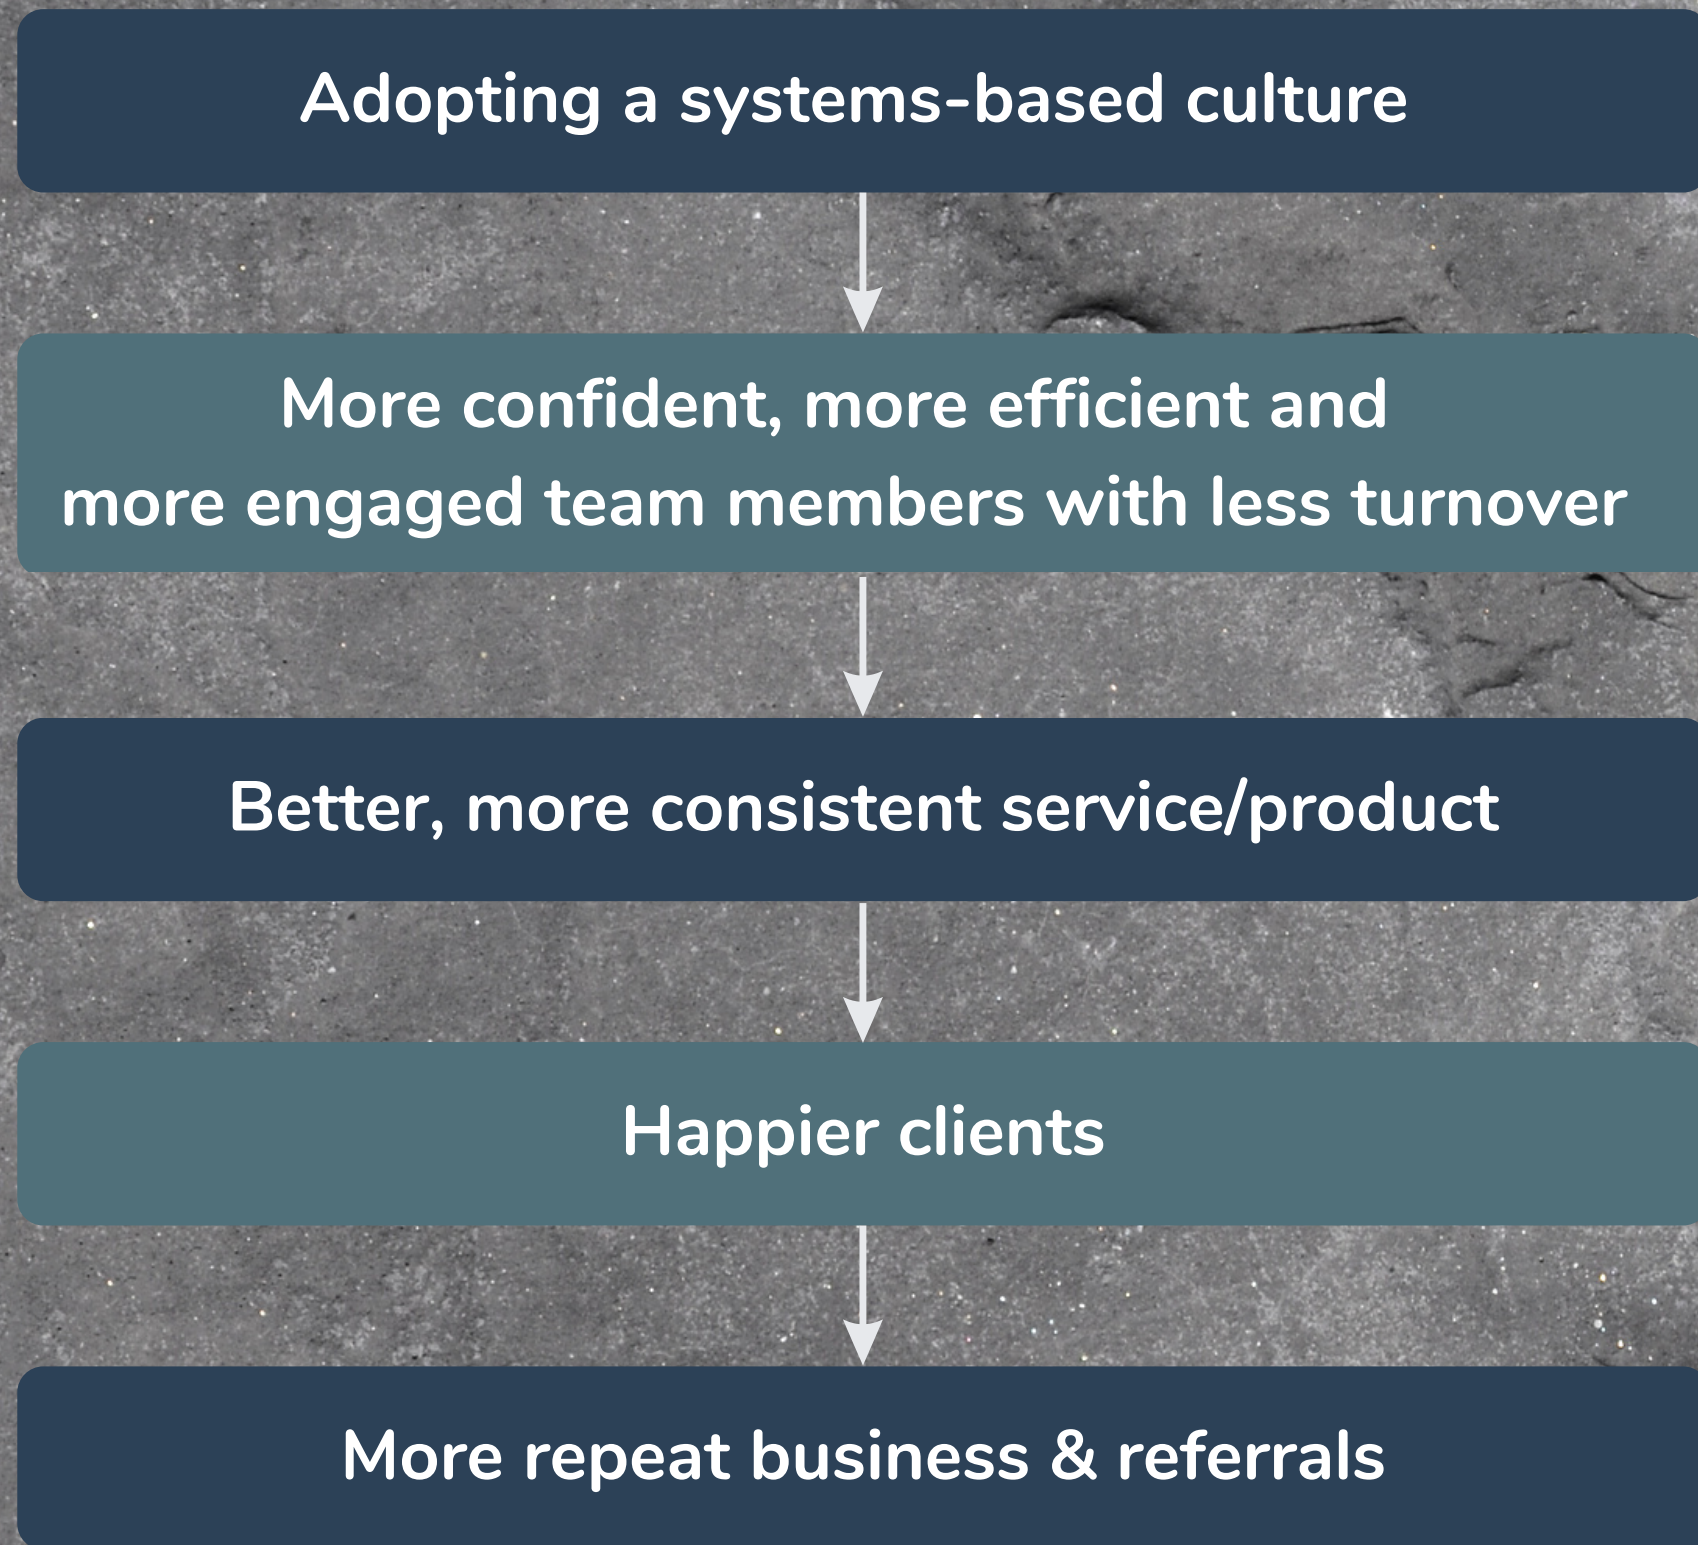 Adopting a systems-based culture
More confident, more efficient and
more engaged team members with less turnover
Better, more consistent service/product
Happier clients
More repeat business & referrals